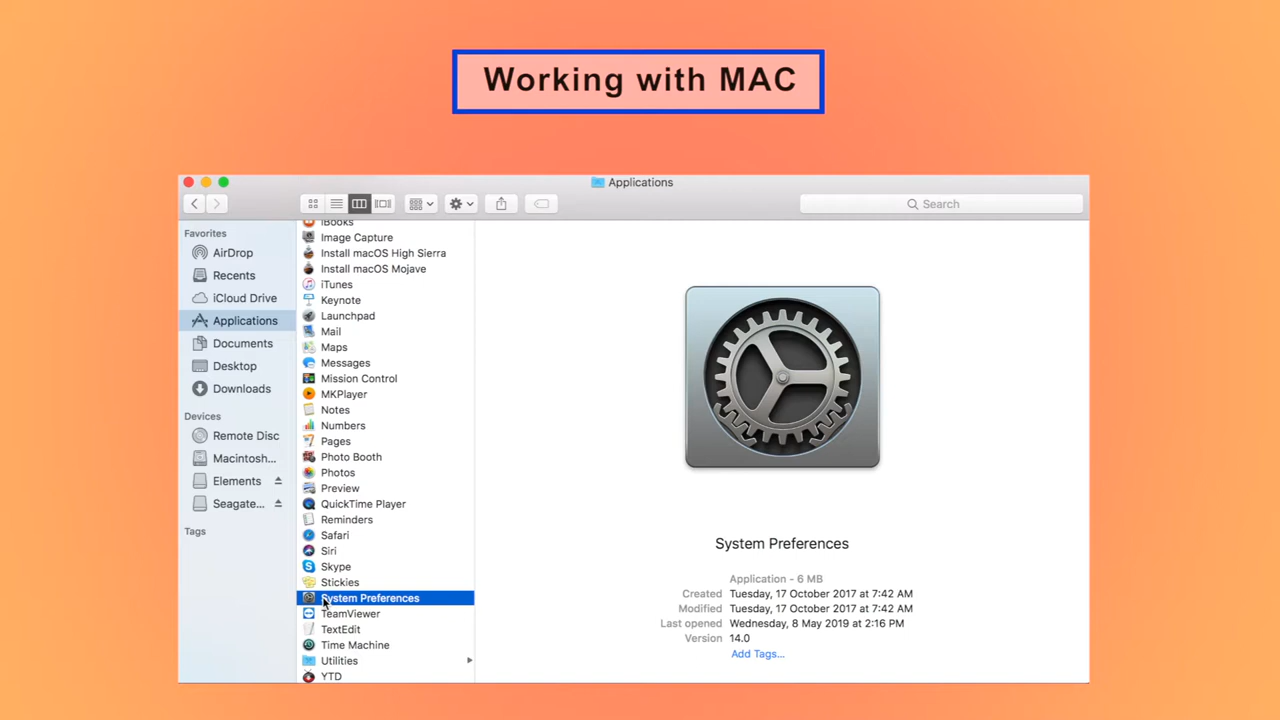 Working with MAC
Applications
Search
Favorites
AirDrop
Recents
iCloud Drive
Applications
Documents
Desktop
Downloads
Devices
Remote Disc
Macintosh...
Elements
Seagate...
Tags
iBooks
Image Capture
Install macOS High Sierra
Install macOS Mojave
iTunes
Keynote
Launchpad
Mail
Maps
Messages
Mission Control
MKPlayer
Notes
Numbers
Pages
Photo Booth
Photos
Preview
QuickTime Player
Reminders
Safari
Siri
Skype
Stickies
System Preferences
TeamViewer
TextEdit
Time Machine
Utilities
YTD
System Preferences
Application - 6 MB
Created Tuesday, 17 October 2017 at 7:42 AM
Modified Tuesday, 17 October 2017 at 7:42 AM
Last opened Wednesday, 8 May 2019 at 2:16 PM
Version 14.0
Add Tags...